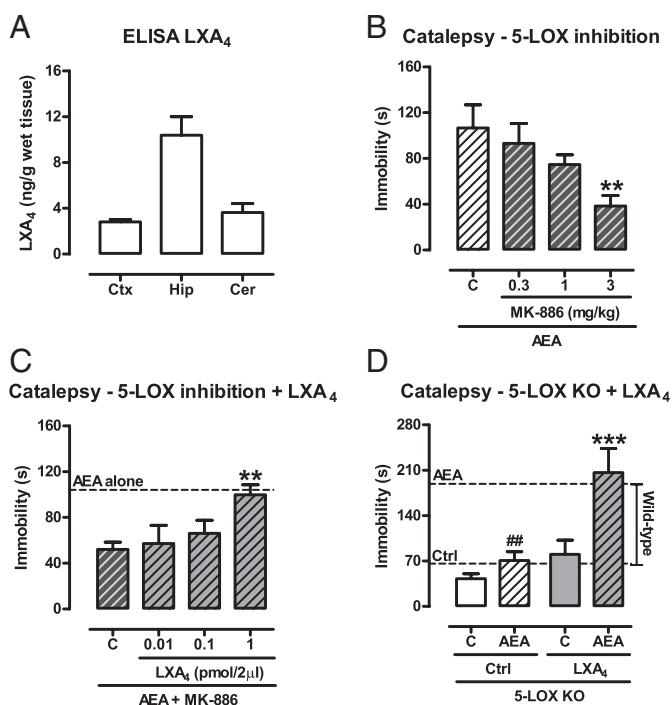 A
ELISA LXA₄
LXA₄ (ng/g wet tissue)
16
12
8
4
0
Ctx Hip Cer
B
Catalepsy - 5-LOX inhibition
Immobility (s)
160
120
80
40
0
**
C 0.3 1 3
MK-886 (mg/kg)
AEA
C
Catalepsy - 5-LOX inhibition + LXA₄
Immobility (s)
160
120
80
40
0
AEA alone
**
C 0.01 0.1 1
LXA₄ (pmol/2µl)
AEA + MK-886
D
Catalepsy - 5-LOX KO + LXA₄
Immobility (s)
280
210
140
70
0
***
AEA
##
Ctrl
Wild-type
C AEA C AEA
Ctrl LXA₄
5-LOX KO